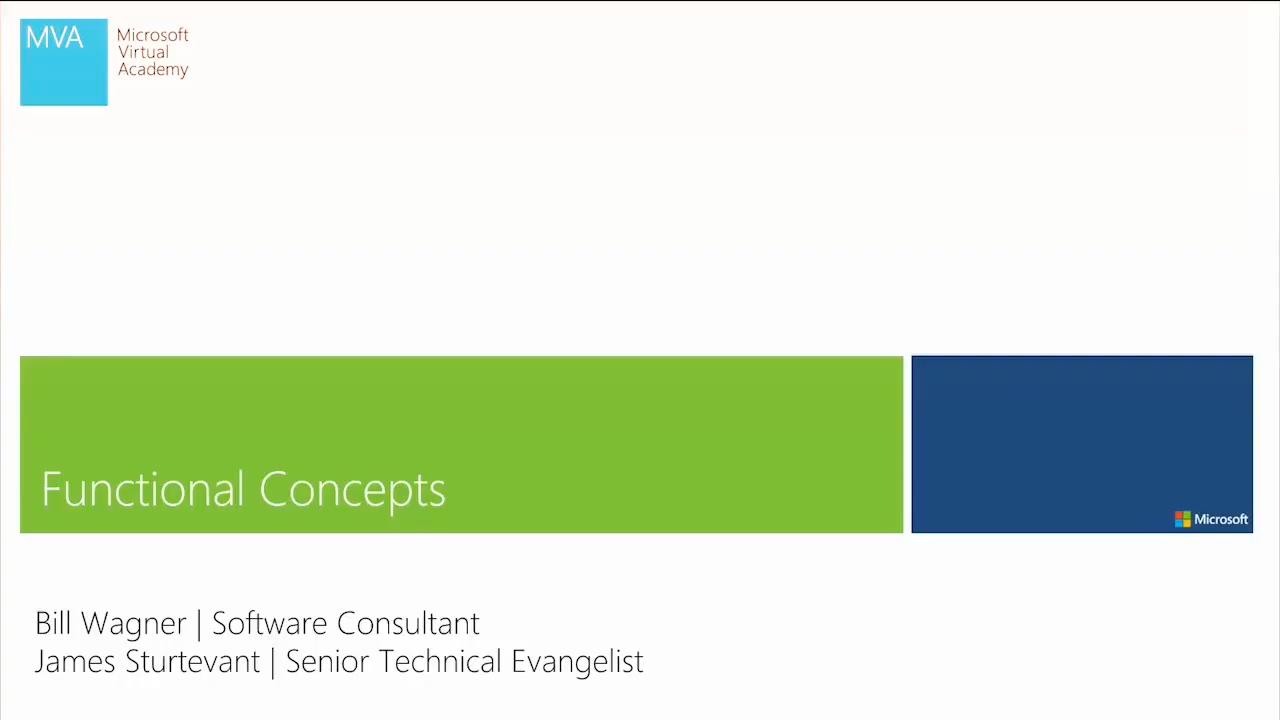 MVA
Microsoft
Virtual
Academy
Functional Concepts
Microsoft
Bill Wagner | Software Consultant
James Sturtevant | Senior Technical Evangelist